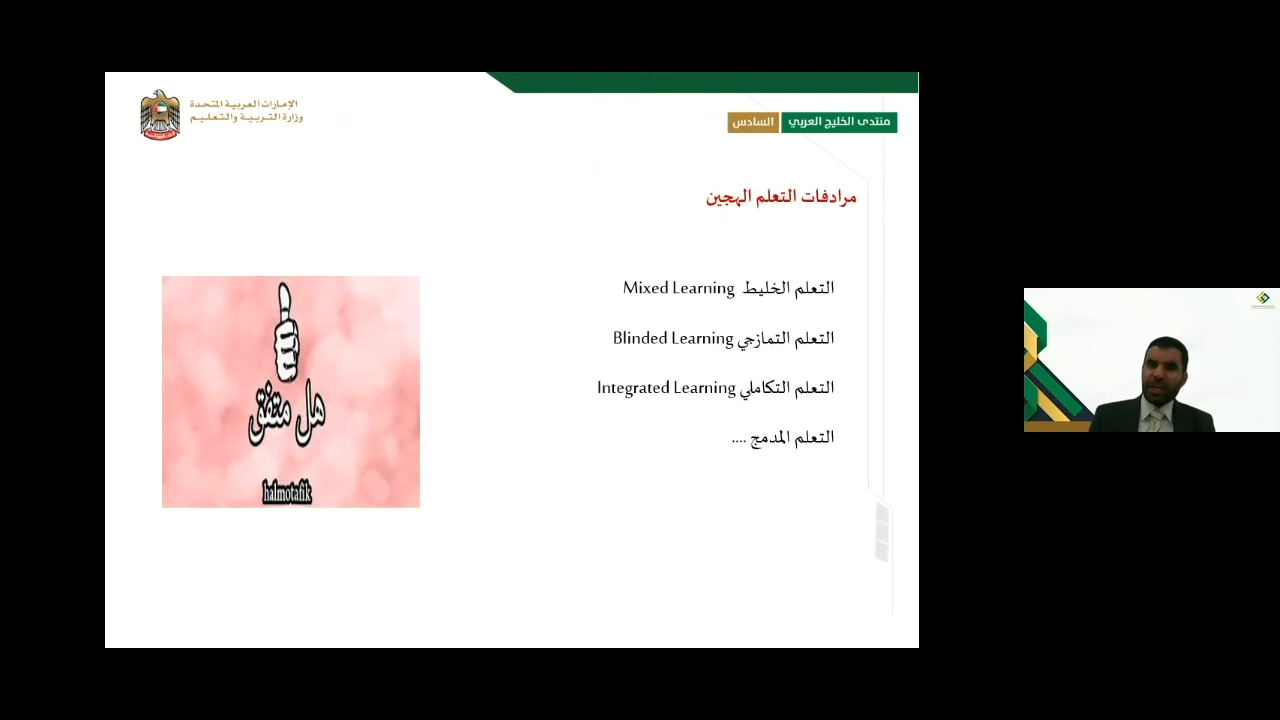 الإمارات العربية المتحدة
وزارة التربية والتعليم
منتدى الخليج العربي السادس
مرادفات التعلم الهجين
التعلم الخليط Mixed Learning
التعلم التمازجي Blinded Learning
التعلم التكاملي Integrated Learning
التعلم المدمج ....
هل متفق
halmotafik